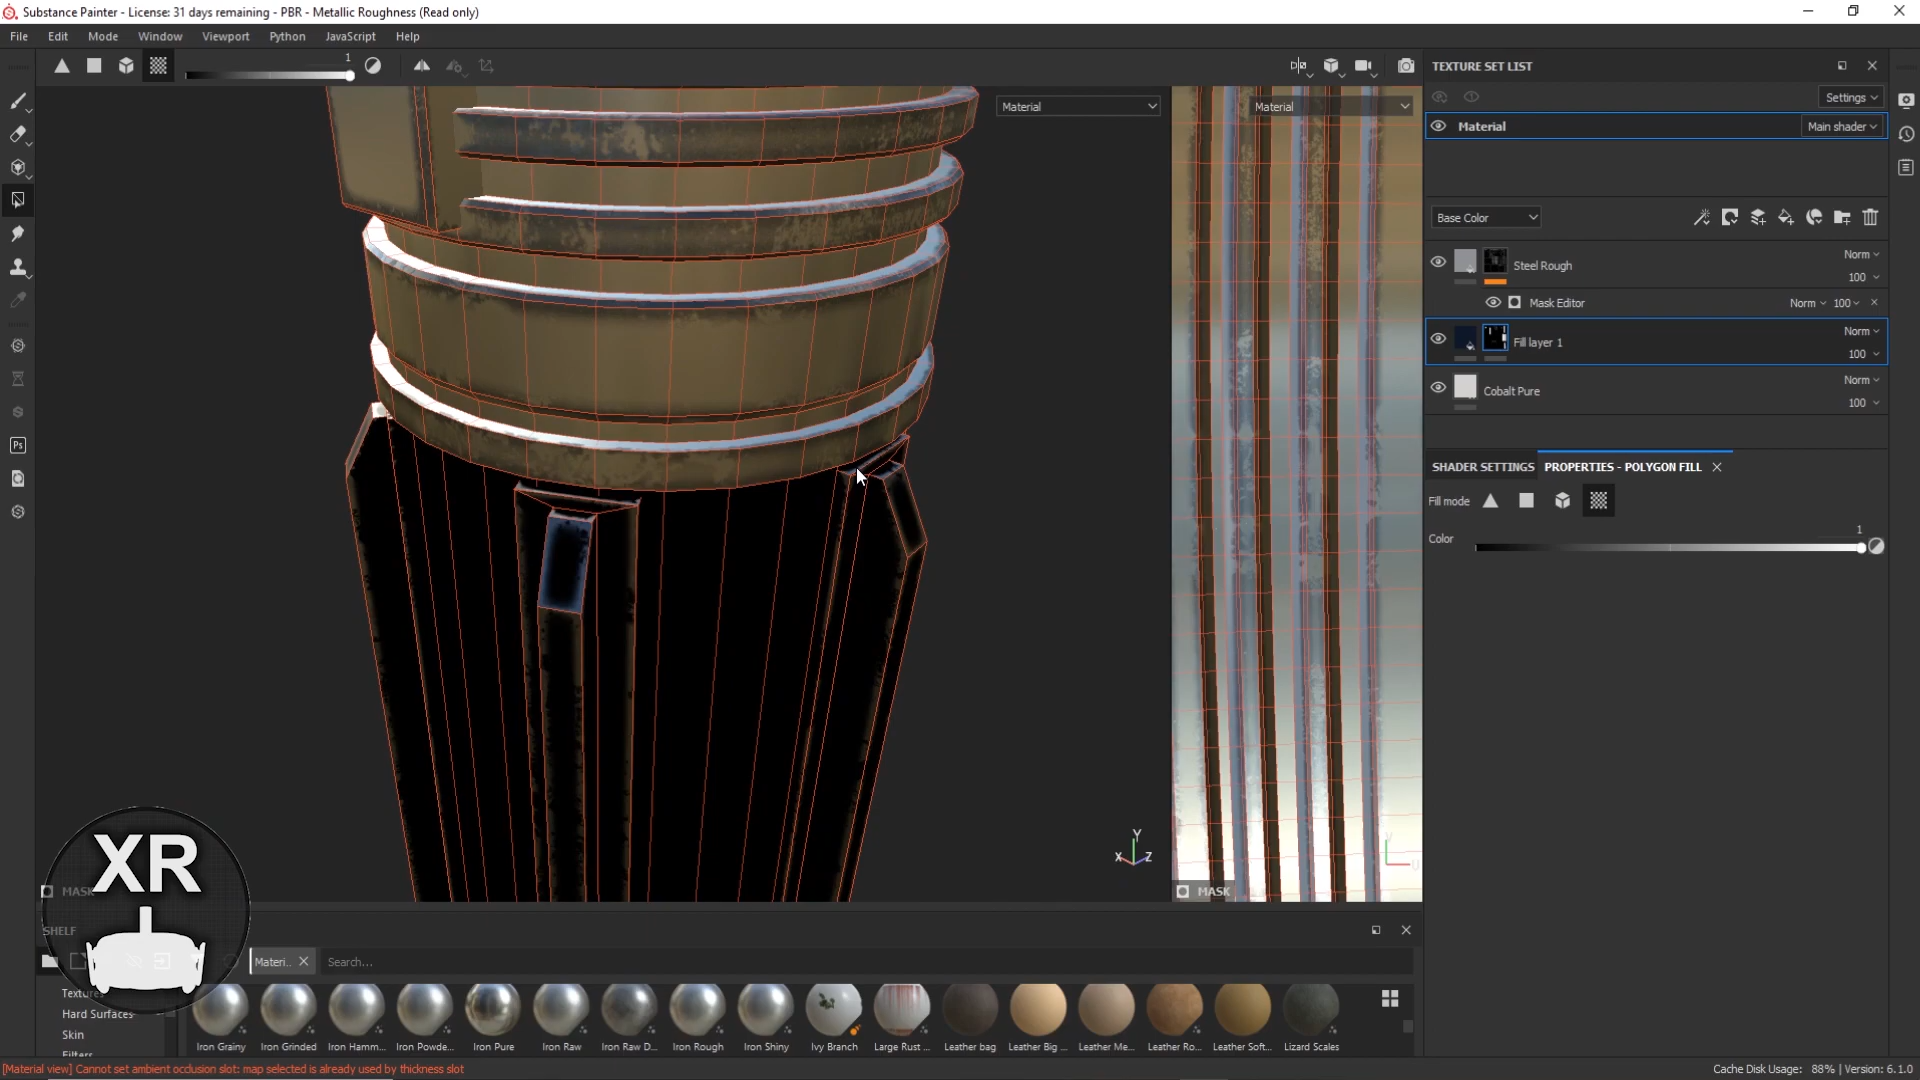 Substance Painter - License: 31 days remaining - PBR - Metallic Roughness (Read only)
File Edit Mode Window Viewport Python JavaScript Help
1
Material
Material
TEXTURE SET LIST
Settings
Material
Main shader
Base Color
Steel Rough
Norm
100
Mask Editor
Norm 100
Fill layer 1
Norm
100
Cobalt Pure
Norm
100
SHADER SETTINGS PROPERTIES - POLYGON FILL
Fill mode
Color
1
Ps
Y
X Z
MASK
MASK
XR
SHELF
Materi..
Search...
Textures
Hard Surfaces
Skin
Filters
Iron Grainy
Iron Grinded
Iron Hamm...
Iron Powde...
Iron Pure
Iron Raw
Iron Raw D...
Iron Rough
Iron Shiny
Ivy Branch
Large Rust ...
Leather bag
Leather Big ...
Leather Me...
Leather Ro...
Leather Soft...
Lizard Scales
[Material view] Cannot set ambient occlusion slot: map selected is already used by thickness slot
Cache Disk Usage: 88% | Version: 6.1.0